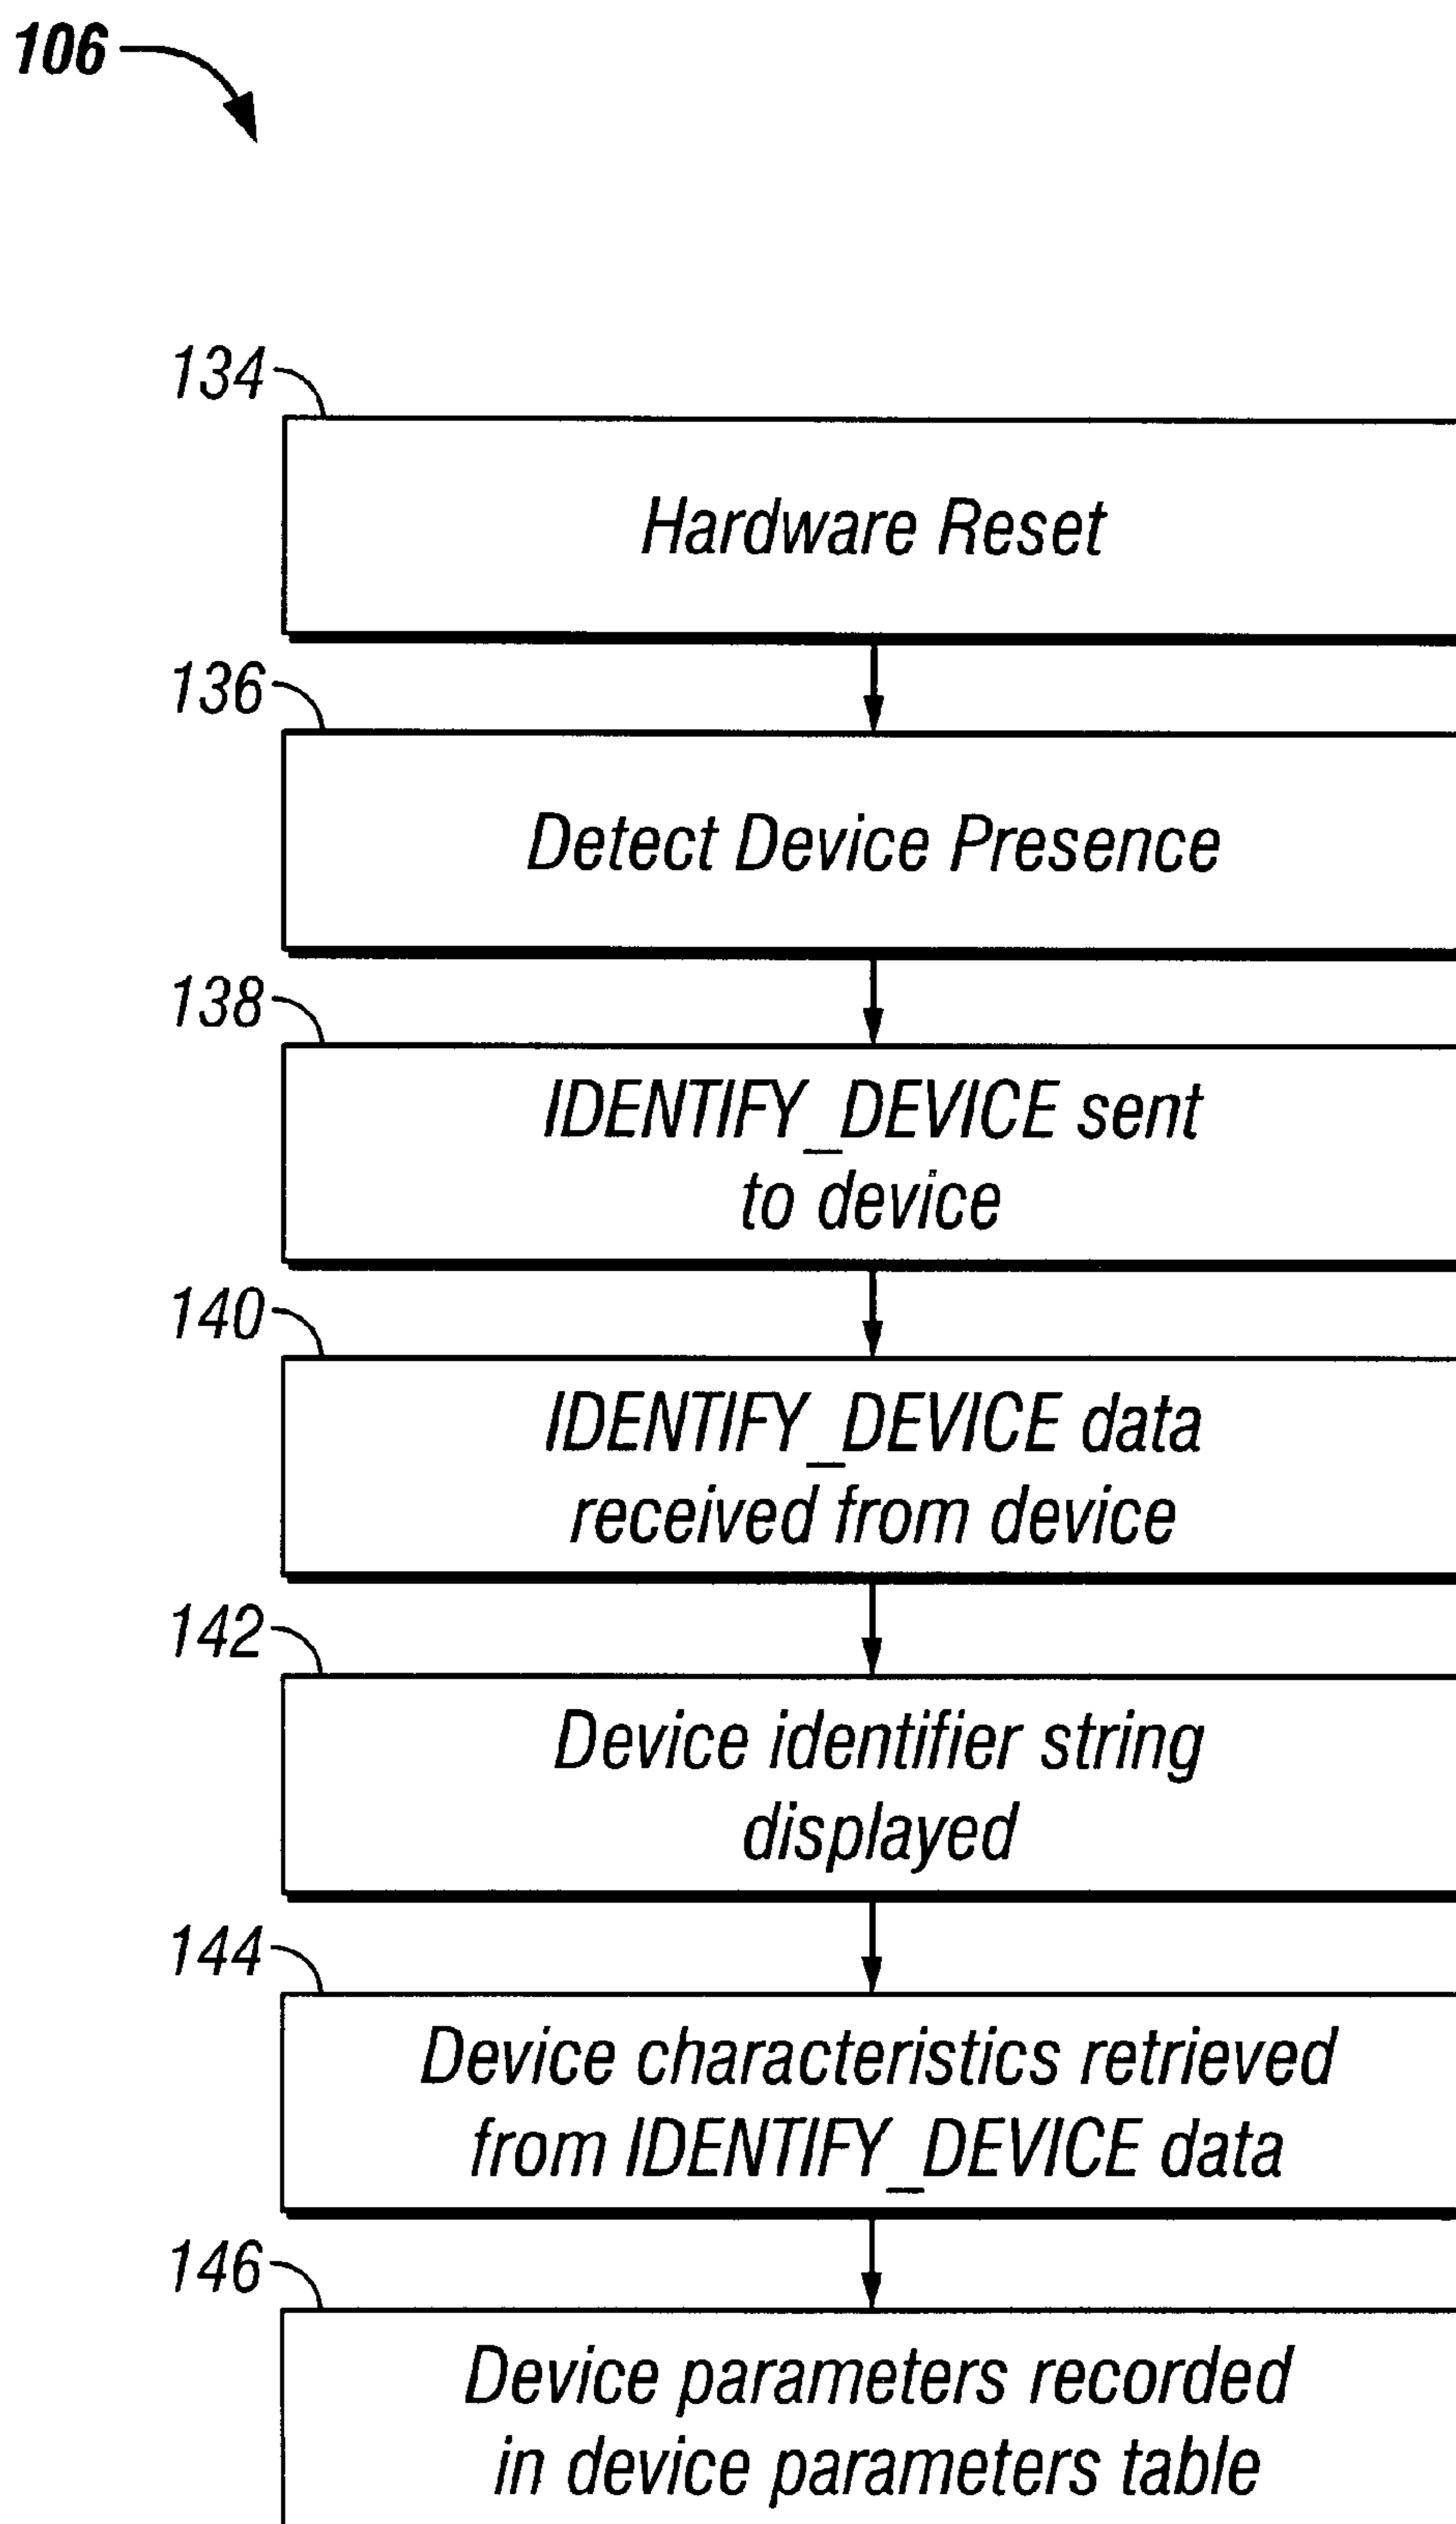 106
134
Hardware Reset
136
Detect Device Presence
138
IDENTIFY_DEVICE sent
to device
140
IDENTIFY_DEVICE data
received from device
142
Device identifier string
displayed
144
Device characteristics retrieved
from IDENTIFY_DEVICE data
146
Device parameters recorded
in device parameters table